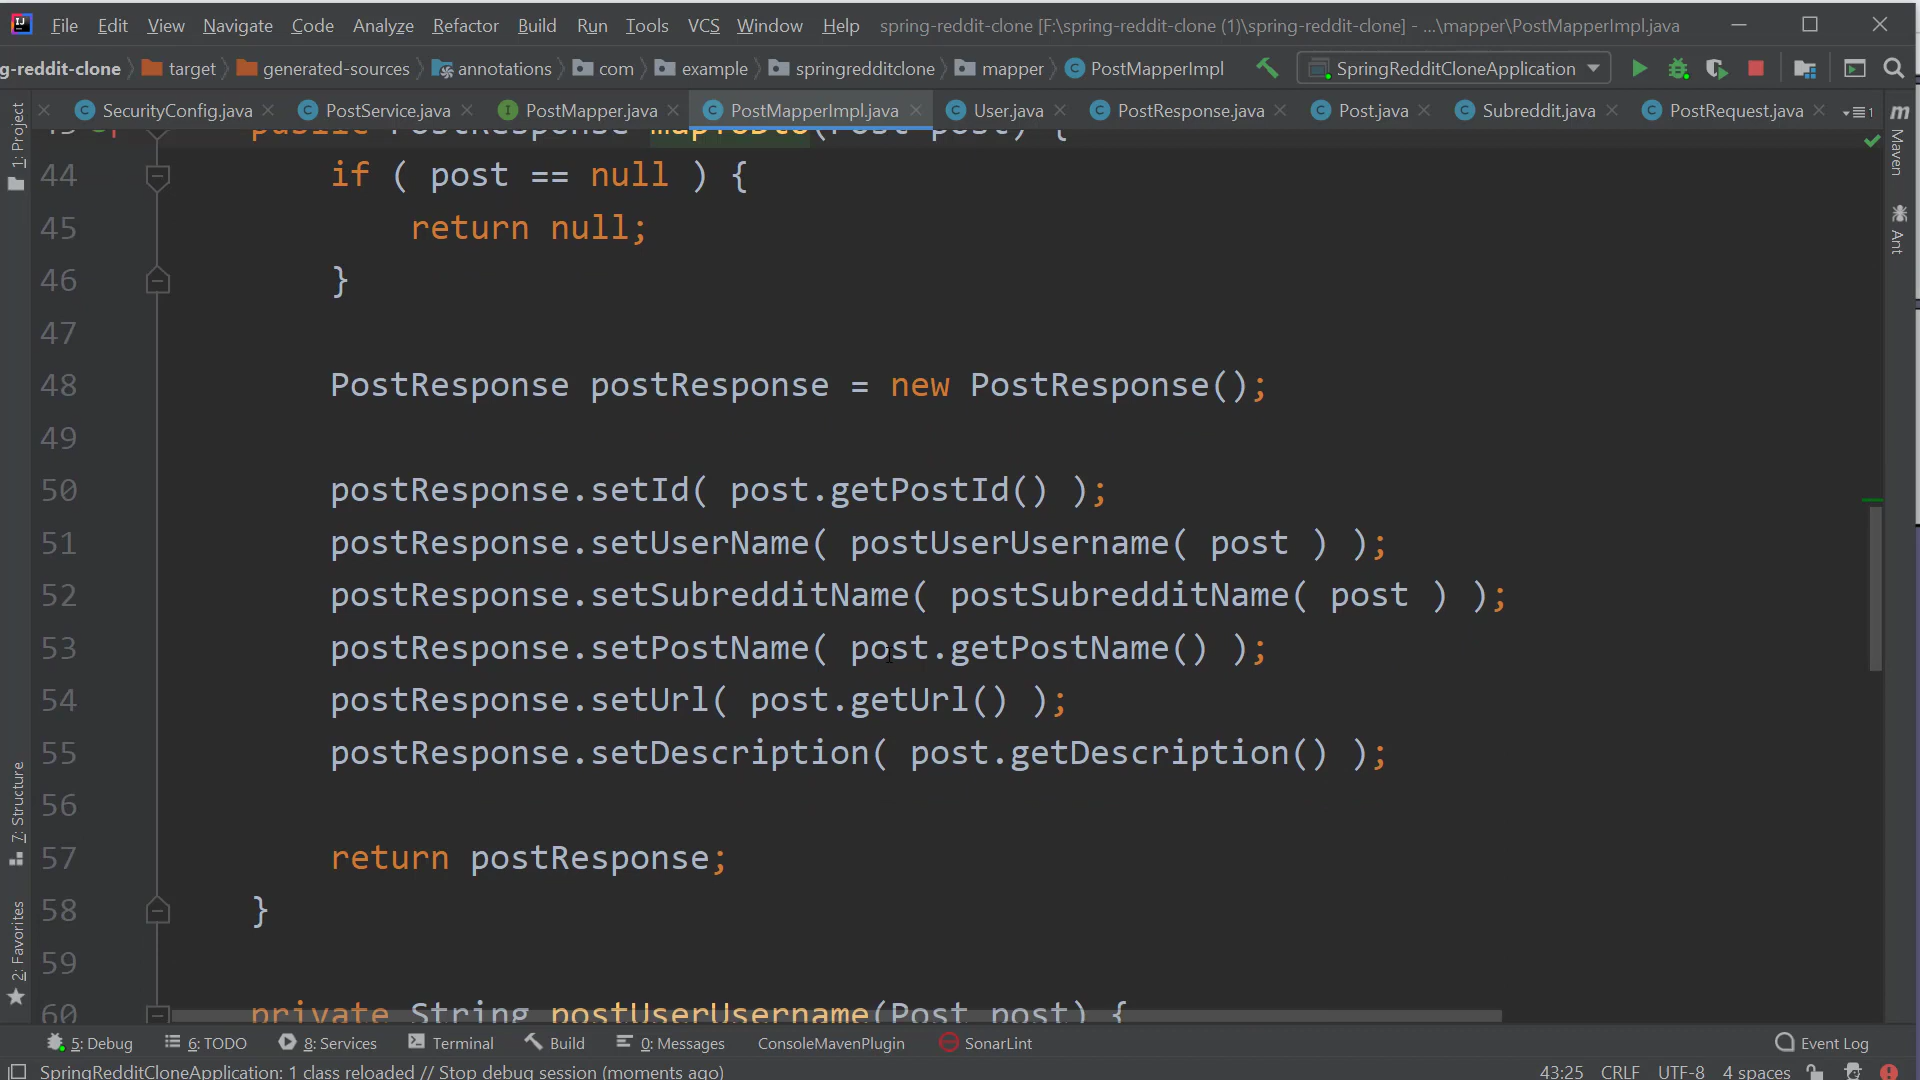 File Edit View Navigate Code Analyze Refactor Build Run Tools VCS Window Help spring-reddit-clone [F:\spring-reddit-clone (1)\spring-reddit-clone] - ...\mapper\PostMapperImpl.java
g-reddit-clone target generated-sources annotations com example springredditclone mapper PostMapperImpl SpringRedditCloneApplication
SecurityConfig.java PostService.java PostMapper.java PostMapperImpl.java User.java PostResponse.java Post.java Subreddit.java PostRequest.java 1
1: Project
7: Structure
2: Favorites
m Maven
Ant
43 public PostResponse mapToDto(Post post) {
44 if ( post == null ) {
45 return null;
46 }
47
48 PostResponse postResponse = new PostResponse();
49
50 postResponse.setId( post.getPostId() );
51 postResponse.setUserName( postUserUsername( post ) );
52 postResponse.setSubredditName( postSubredditName( post ) );
53 postResponse.setPostName( post.getPostName() );
54 postResponse.setUrl( post.getUrl() );
55 postResponse.setDescription( post.getDescription() );
56
57 return postResponse;
58 }
59
60 private String postUserUsername(Post post) {
5: Debug 6: TODO 8: Services Terminal Build 0: Messages ConsoleMavenPlugin SonarLint Event Log
SpringRedditCloneApplication: 1 class reloaded // Stop debug session (moments ago) 43:25 CRLF UTF-8 4 spaces